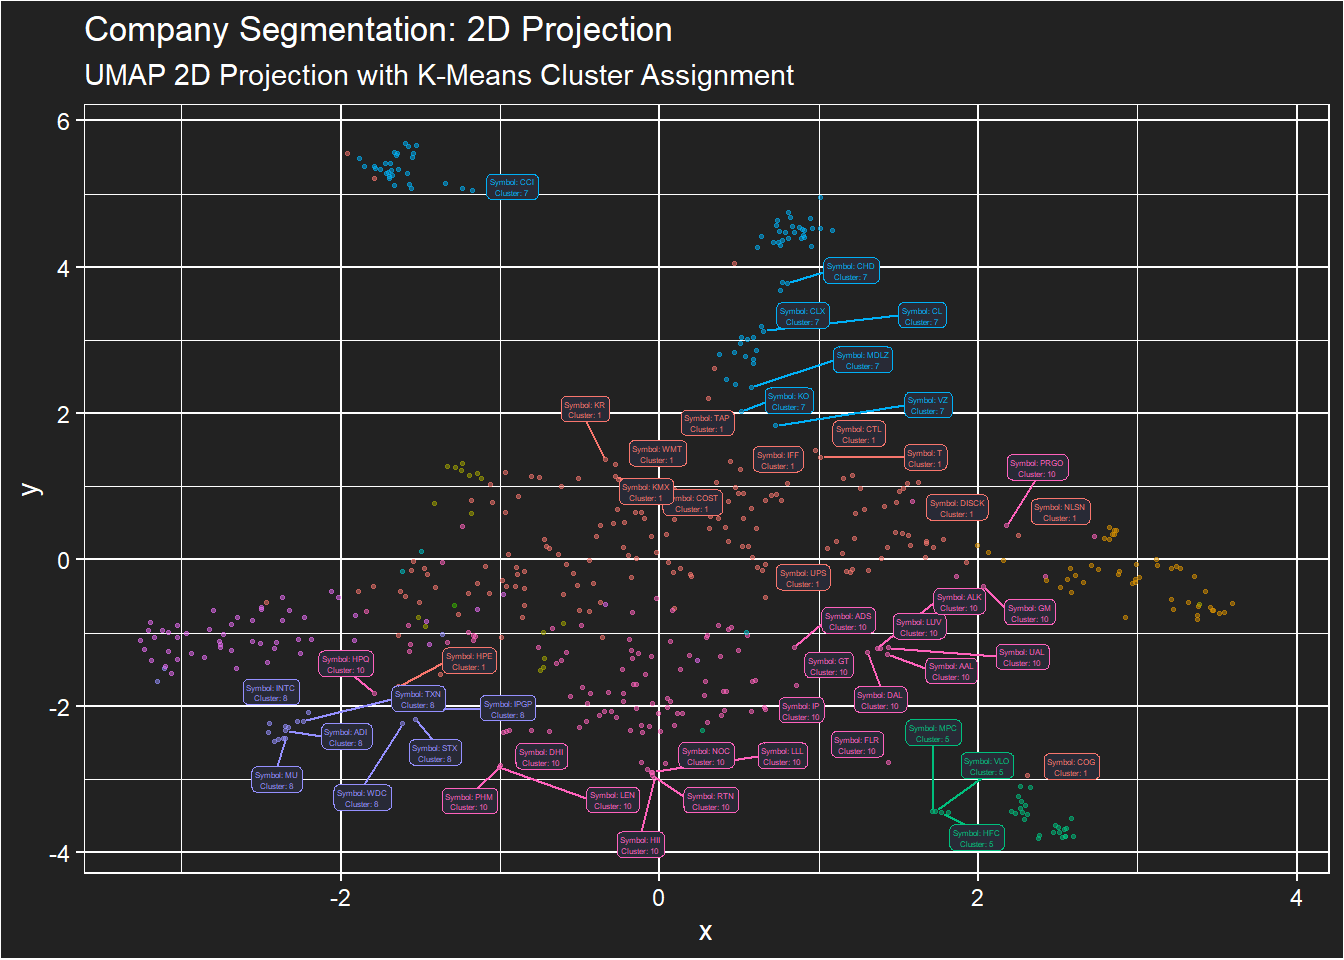 Company Segmentation: 2D Projection
UMAP 2D Projection with K-Means Cluster Assignment
6
4
2
0
-2
-4
y
Symbol: CCI
Cluster: 7
Symbol: CHD
Cluster: 7
Symbol: CLX
Cluster: 7
Symbol: CL
Cluster: 7
Symbol: MDLZ
Cluster: 7
Symbol: KO
Cluster: 7
Symbol: VZ
Cluster: 7
Symbol: KR
Cluster: 1
Symbol: TAP
Cluster: 1
Symbol: CTL
Cluster: 1
Symbol: WMT
Cluster: 1
Symbol: IFF
Cluster: 1
Symbol: T
Cluster: 1
Symbol: PRGO
Cluster: 10
Symbol: KMX
Cluster: 1
Symbol: COST
Cluster: 1
Symbol: DISCK
Cluster: 1
Symbol: NLSN
Cluster: 1
Symbol: UPS
Cluster: 1
Symbol: ALK
Cluster: 10
Symbol: GM
Cluster: 10
Symbol: ADS
Cluster: 10
Symbol: LUV
Cluster: 10
Symbol: HPQ
Cluster: 10
Symbol: HPE
Cluster: 1
Symbol: GT
Cluster: 10
Symbol: AAL
Cluster: 10
Symbol: UAL
Cluster: 10
Symbol: INTC
Cluster: 8
Symbol: TXN
Cluster: 8
Symbol: IPGP
Cluster: 8
Symbol: IP
Cluster: 10
Symbol: DAL
Cluster: 10
Symbol: ADI
Cluster: 8
Symbol: STX
Cluster: 8
Symbol: DHI
Cluster: 10
Symbol: NOC
Cluster: 10
Symbol: LLL
Cluster: 10
Symbol: FLR
Cluster: 10
Symbol: MPC
Cluster: 5
Symbol: VLO
Cluster: 5
Symbol: COG
Cluster: 1
Symbol: MU
Cluster: 8
Symbol: WDC
Cluster: 8
Symbol: PHM
Cluster: 10
Symbol: LEN
Cluster: 10
Symbol: RTN
Cluster: 10
Symbol: HII
Cluster: 10
Symbol: HFC
Cluster: 5
-2
0
2
4
x